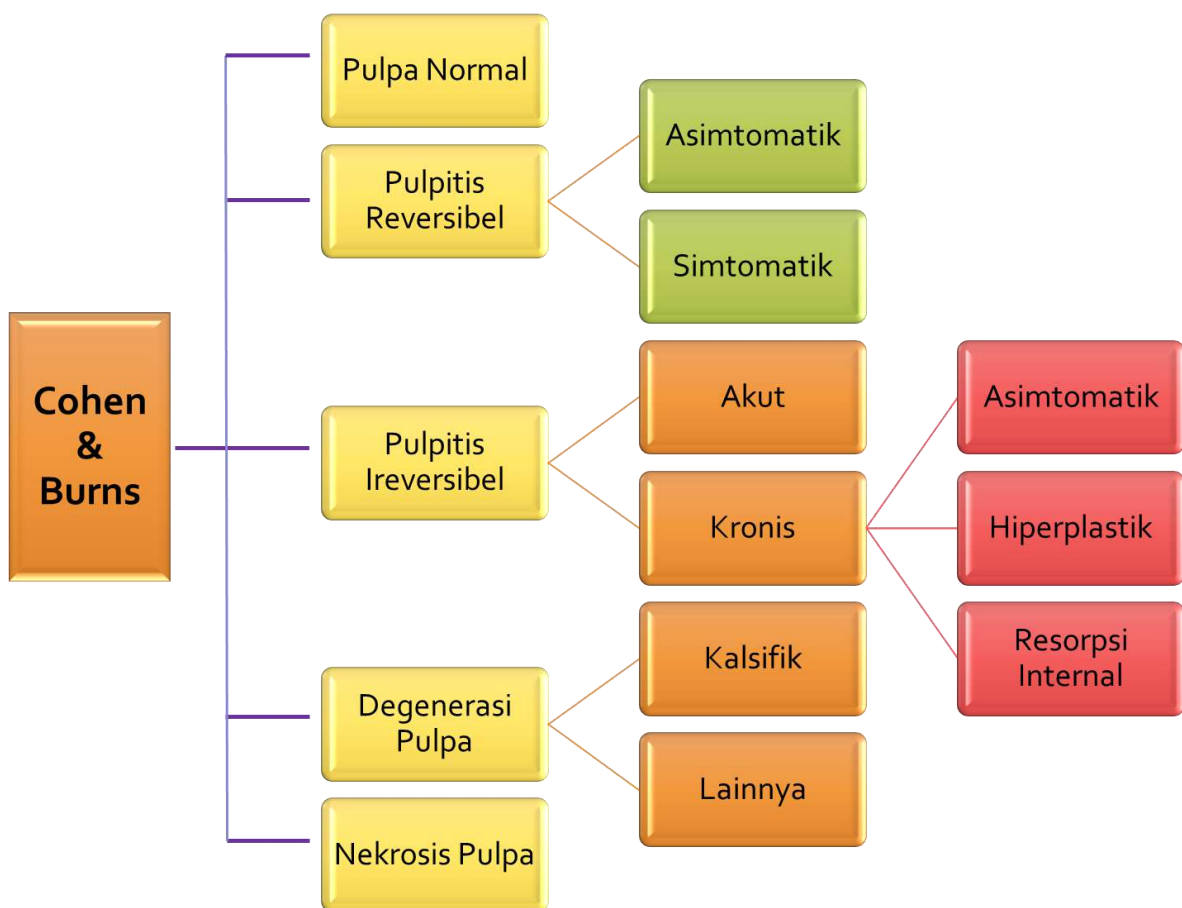 Cohen
&
Burns
Pulpa Normal
Pulpitis
Reversibel
Asimtomatik
Simtomatik
Pulpitis
Ireversibel
Akut
Kronis
Asimtomatik
Hiperplastik
Resorpsi
Internal
Degenerasi
Pulpa
Kalsifik
Lainnya
Nekrosis Pulpa